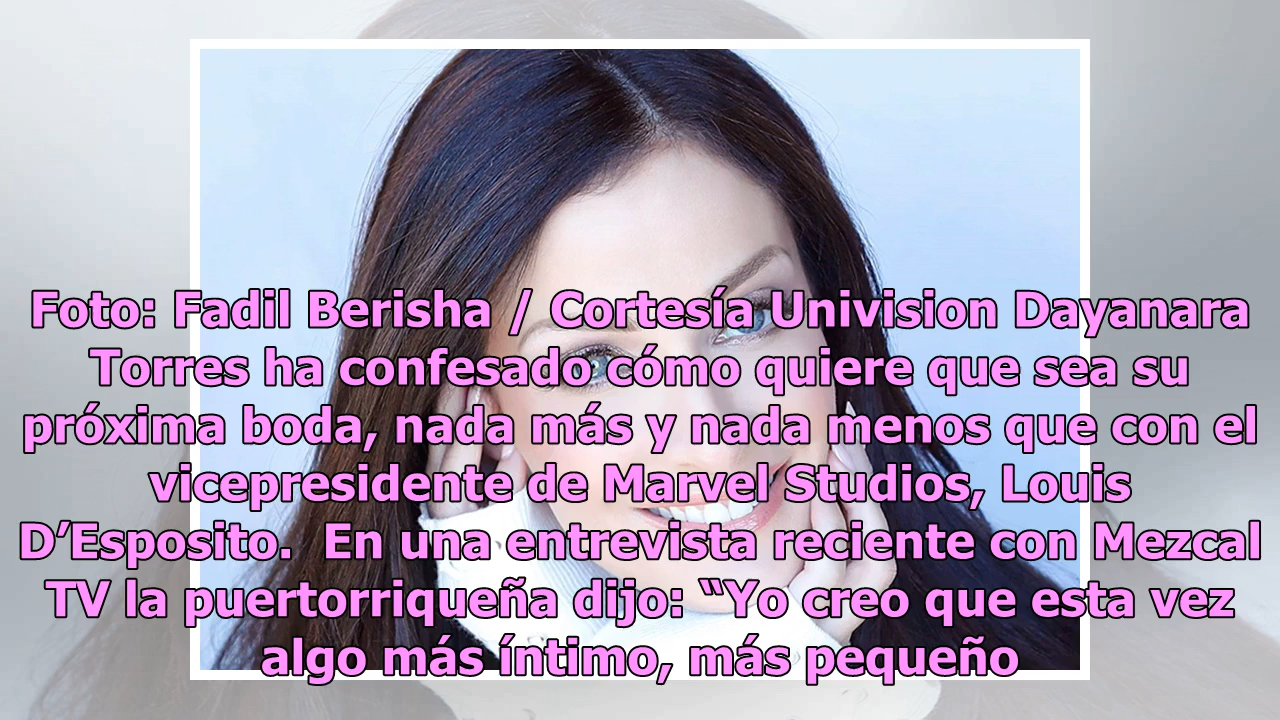 Foto: Fadil Berisha / Cortesía Univision Dayanara
Torres ha confesado cómo quiere que sea su
próxima boda, nada más y nada menos que con el
vicepresidente de Marvel Studios, Louis
D’Esposito.  En una entrevista reciente con Mezcal
TV la puertorriqueña dijo: “Yo creo que esta vez
algo más íntimo, más pequeño